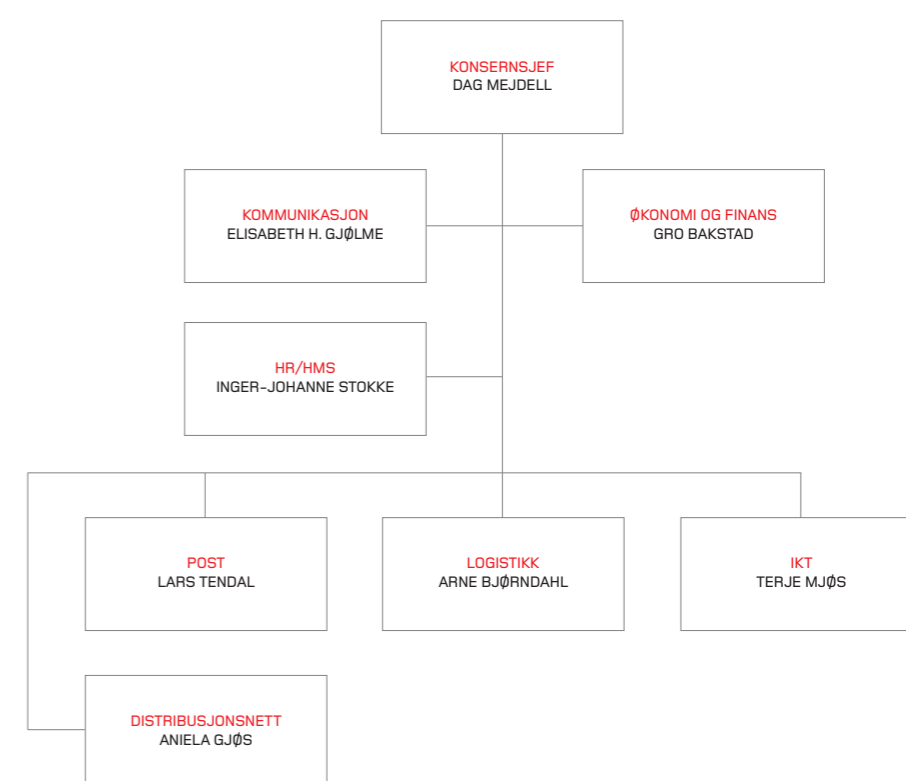 KONSERNSJEF
DAG MEJDELL
KOMMUNIKASJON
ELISABETH H. GJØLME
ØKONOMI OG FINANS
GRO BAKSTAD
HR/HMS
INGER-JOHANNE STOKKE
POST
LARS TENDAL
LOGISTIKK
ARNE BJØRNDAHL
IKT
TERJE MJØS
DISTRIBUSJONSNETT
ANIELA GJØS